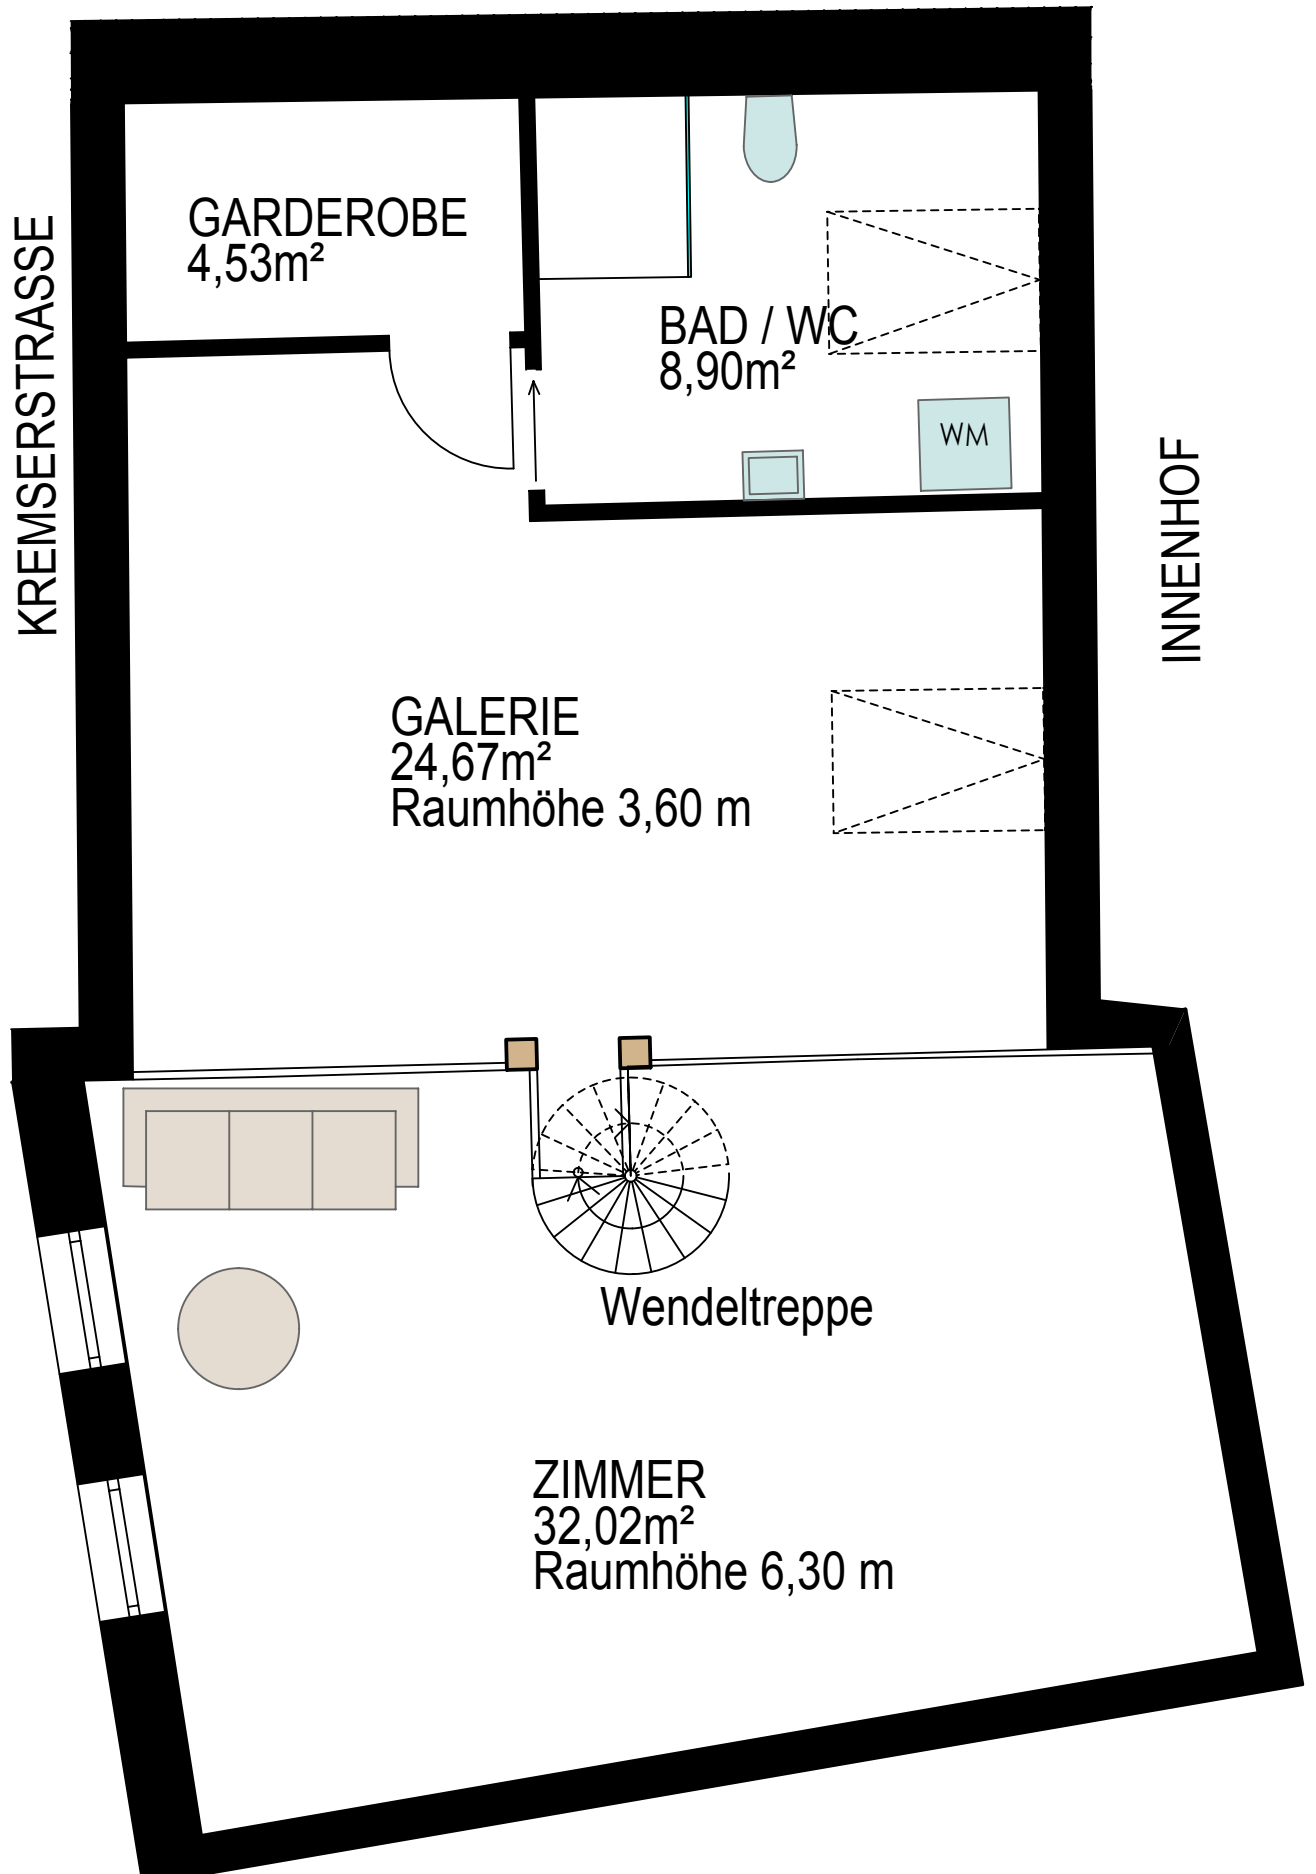 GARDEROBE
4,53m²
KREMSERSTRASSE
BAD / WC
8,90m²
WM
INNENHOF
GALERIE
24,67m²
Raumhöhe 3,60 m
Wendeltreppe
ZIMMER
32,02m²
Raumhöhe 6,30 m